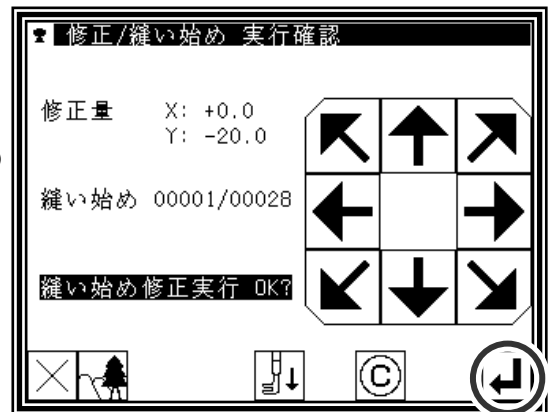 修正/縫い始め 実行確認
修正量 X: +0.0
Y: -20.0
縫い始め 00001/00028
縫い始め修正実行 OK?
©